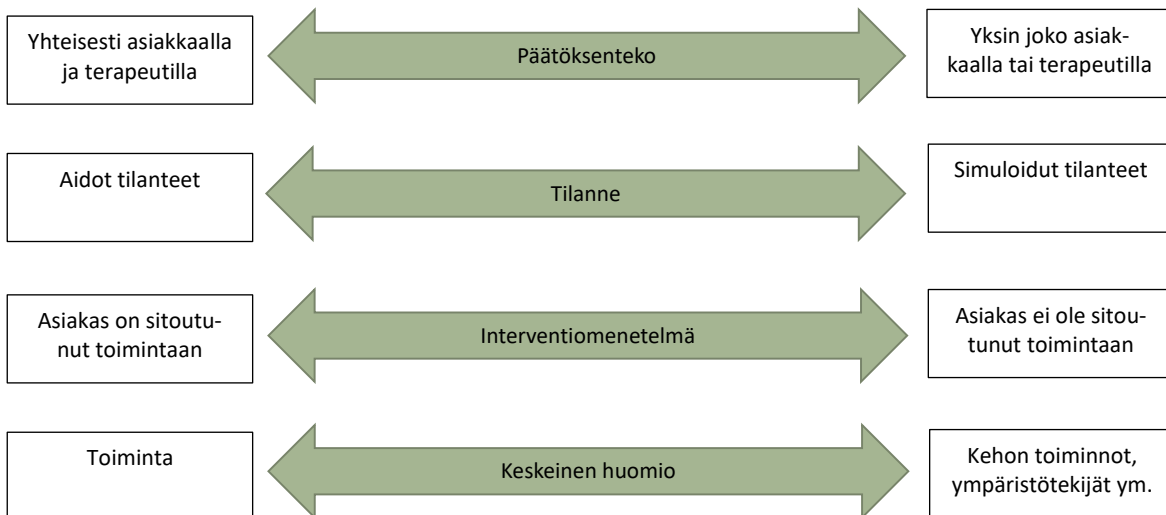 Yhteisesti asiakkaalla
ja terapeutilla
Päätöksenteko
Yksin joko asiak-
kaalla tai terapeutilla
Aidot tilanteet
Tilanne
Simuloidut tilanteet
Asiakas on sitoutu-
nut toimintaan
Interventiomenetelmä
Asiakas ei ole sitou-
tunut toimintaan
Toiminta
Keskeinen huomio
Kehon toiminnot,
ympäristötekijät ym.